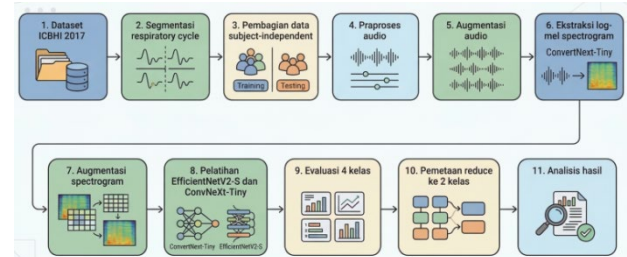 1. Dataset
ICBHI 2017
2. Segmentasi
respiratory cycle
3. Pembagian data
subject-independent
Training
Testing
4. Praproses
audio
5. Augmentasi
audio
6. Ekstraksi log-
mel spectrogram
ConvertNext-Tiny
7. Augmentasi
spectrogram
8. Pelatihan
EfficientNetV2-S dan
ConvNeXt-Tiny
ConvertNext-Tiny
EfficientNetV2-S
9. Evaluasi 4 kelas
10. Pemetaan reduce
ke 2 kelas
11. Analisis hasil